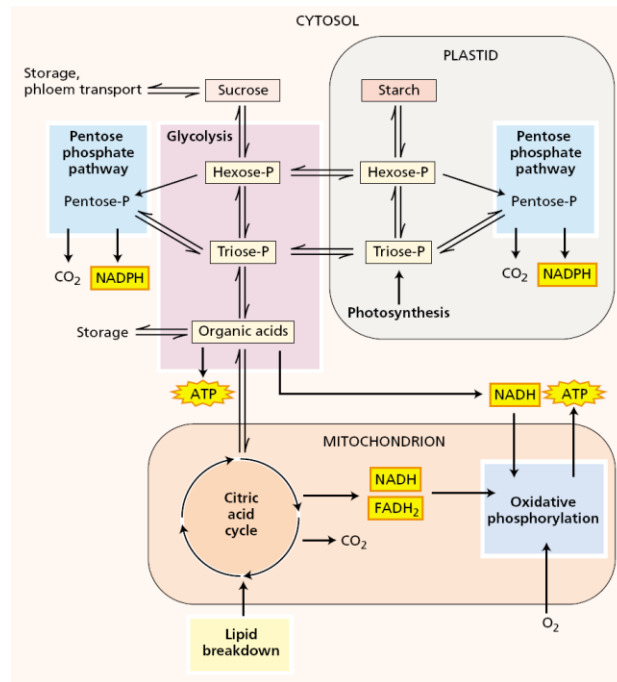 CYTOSOL
PLASTID
Storage,
phloem transport
Sucrose
Starch
Pentose
phosphate
pathway
Glycolysis
Pentose
phosphate
pathway
Hexose-P
Hexose-P
Pentose-P
Pentose-P
Triose-P
Triose-P
CO2
NADPH
CO2
NADPH
Photosynthesis
Storage
Organic acids
ATP
NADH
ATP
MITOCHONDRION
Citric
acid
cycle
NADH
FADH2
Oxidative
phosphorylation
CO2
O2
Lipid
breakdown